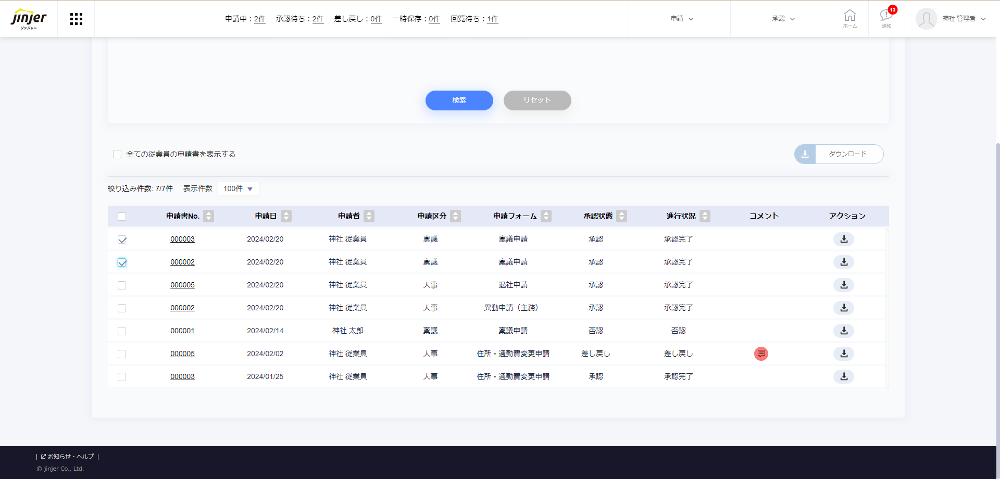 jinjer
ジンジャー
申請中：2件 承認待ち：2件 差し戻し：0件 一時保存：0件 回覧待ち：1件
申請
承認
ホーム
13
通知
神社 管理者
検索
リセット
全ての従業員の申請書を表示する
ダウンロード
絞り込み件数: 7/7件 表示件数 100件
申請書No. 申請日 申請者 申請区分 申請フォーム 承認状態 進行状況 コメント アクション
000003 2024/02/20 神社 従業員 稟議 稟議申請 承認 承認完了
000002 2024/02/20 神社 従業員 稟議 稟議申請 承認 承認完了
000005 2024/02/20 神社 従業員 人事 退社申請 承認 承認完了
000002 2024/02/20 神社 従業員 人事 異動申請（主務） 承認 承認完了
000001 2024/02/14 神社 太郎 稟議 稟議申請 否認 否認
000005 2024/02/02 神社 従業員 人事 住所・通勤費変更申請 差し戻し 差し戻し
000003 2024/01/25 神社 従業員 人事 住所・通勤費変更申請 承認 承認完了
| お知らせ・ヘルプ |
© jinjer Co., Ltd.